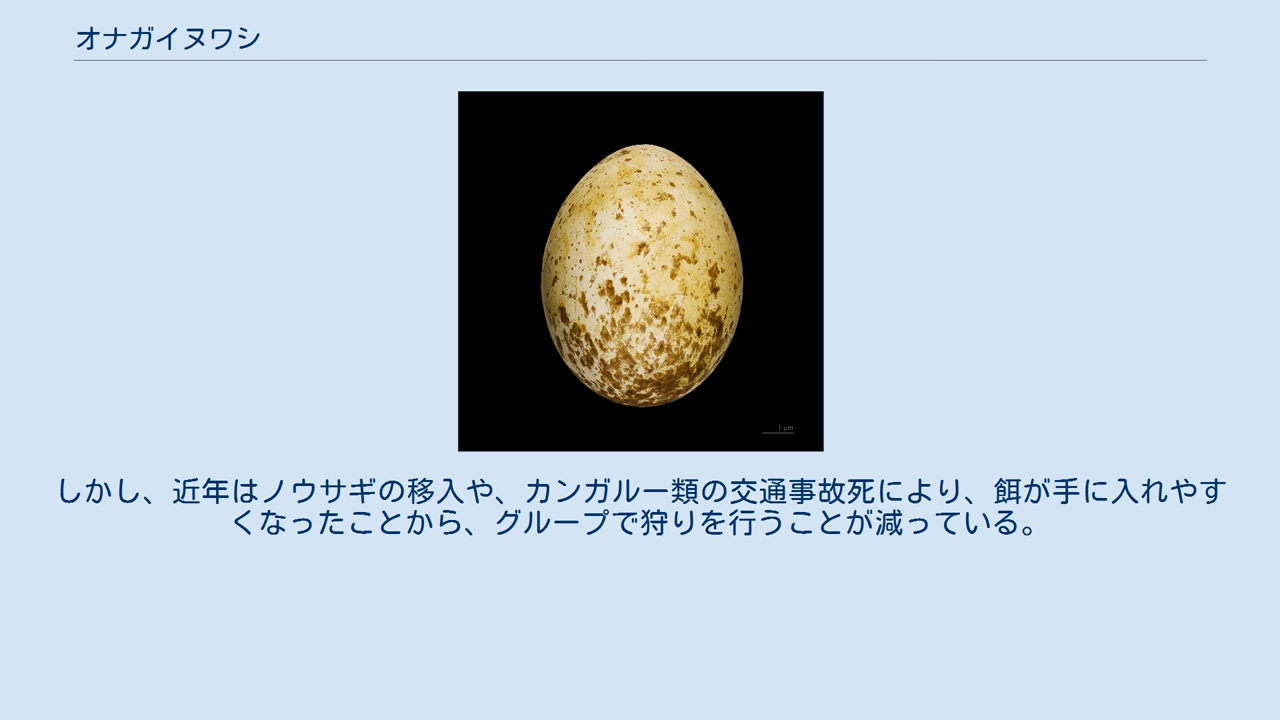 オナガイヌワシ
1 cm
しかし、近年はノウサギの移入や、カンガルー類の交通事故死により、餌が手に入れやす
くなったことから、グループで狩りを行うことが減っている。